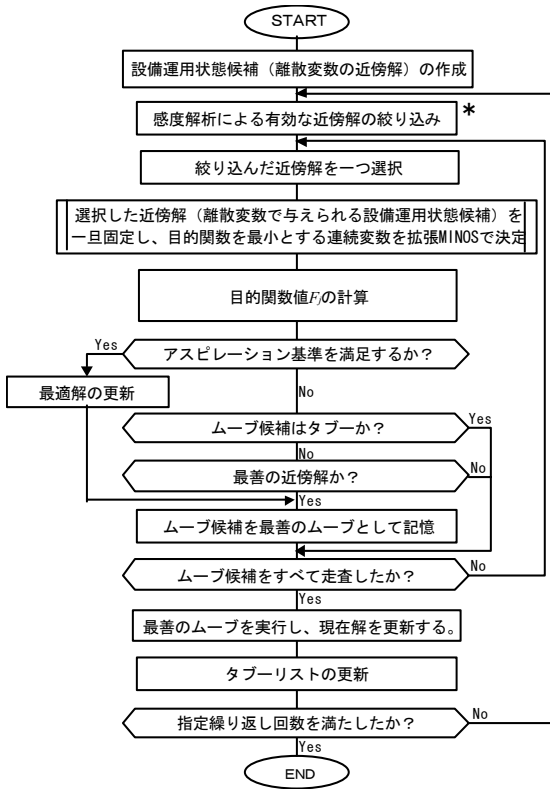 START
設備運用状態候補（離散変数の近傍解）の作成
感度解析による有効な近傍解の絞り込み *
絞り込んだ近傍解を一つ選択
選択した近傍解（離散変数で与えられる設備運用状態候補）を
一旦固定し、目的関数を最小とする連続変数を拡張MINOSで決定
目的関数値Fjの計算
Yes
アスピレーション基準を満足するか？
最適解の更新
No
ムーブ候補はタブーか？
Yes
No
最善の近傍解か？
No
Yes
ムーブ候補を最善のムーブとして記憶
ムーブ候補をすべて走査したか？
No
Yes
最善のムーブを実行し、現在解を更新する。
タブーリストの更新
指定繰り返し回数を満たしたか？
No
Yes
END